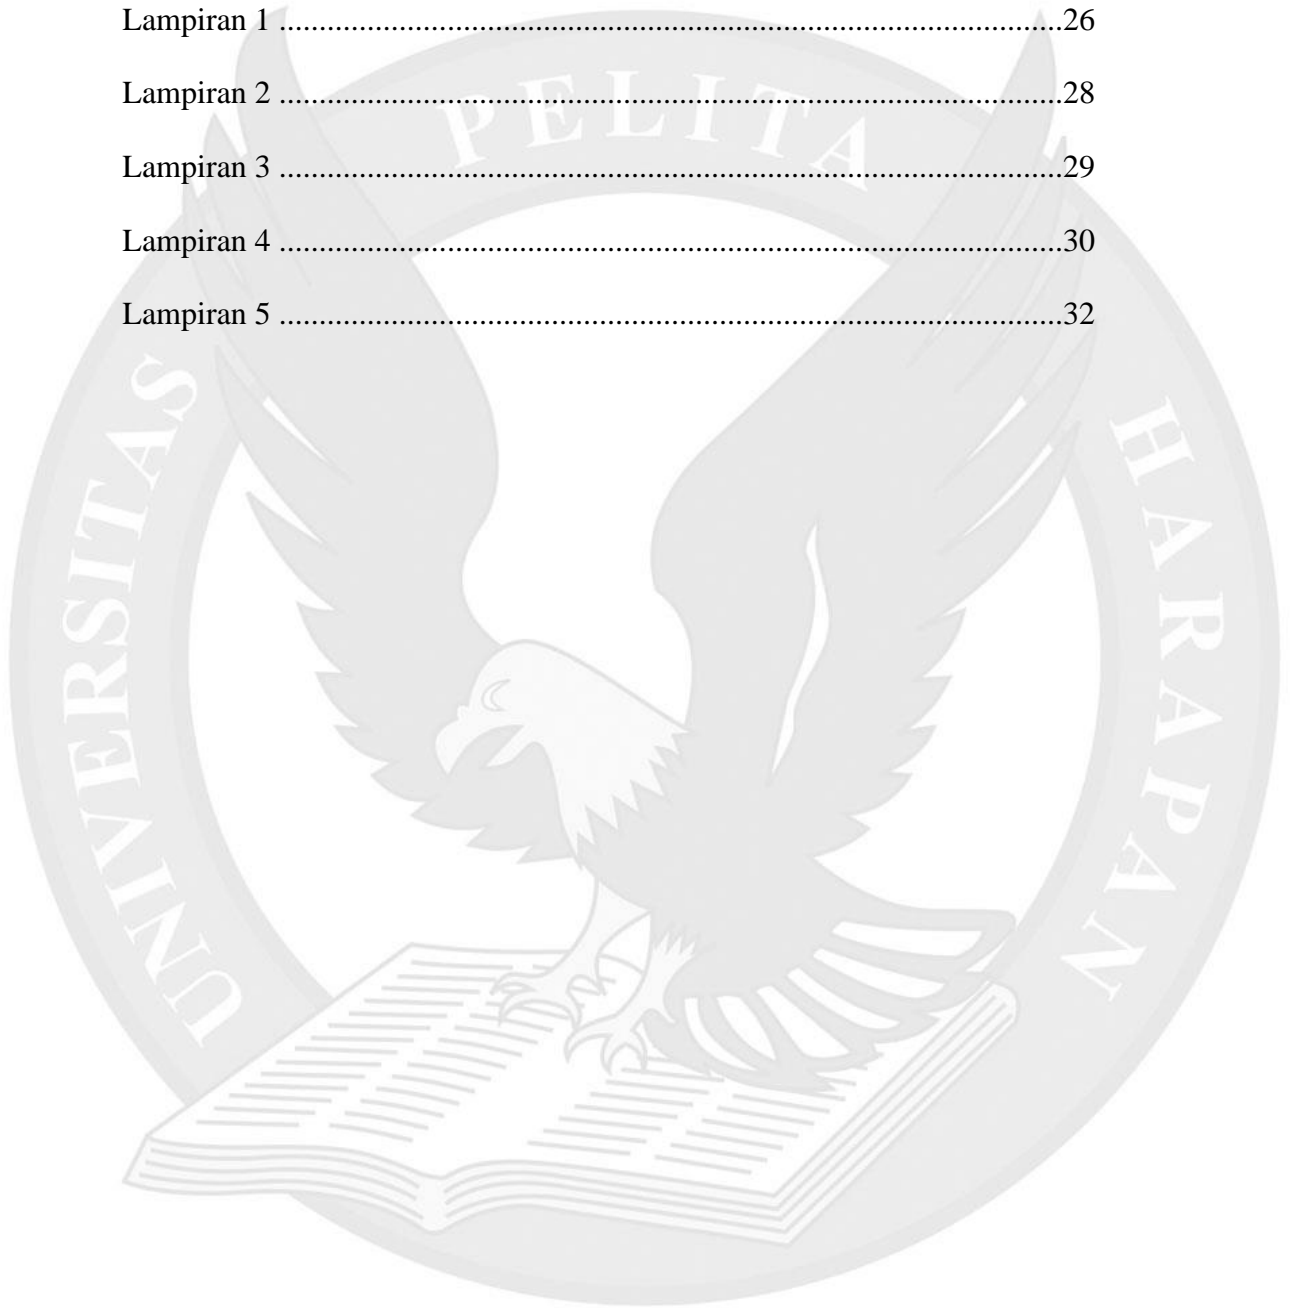 Lampiran 1 ..................................................................................................26
Lampiran 2 ..................................................................................................28
Lampiran 3 ..................................................................................................29
Lampiran 4 ..................................................................................................30
Lampiran 5 ..................................................................................................32
UNIVERSITAS PELITA HARAPAN